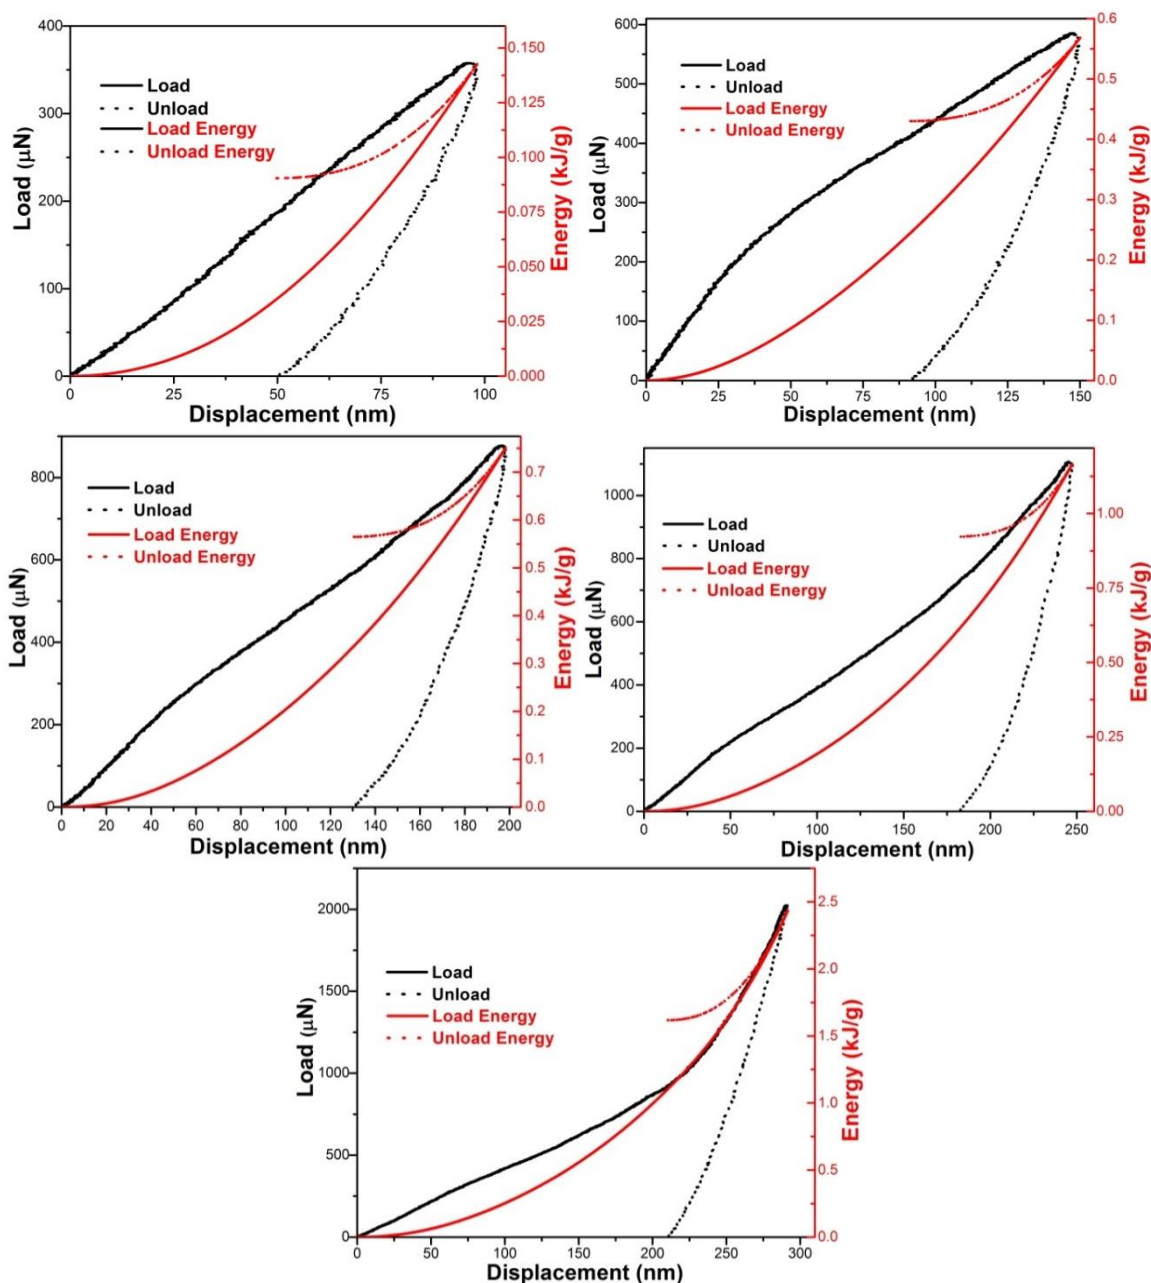 400
300
200
100
0
Load (μN)
Load
Unload
Load Energy
Unload Energy
0.150
0.125
0.100
0.075
0.050
0.025
0.000
Energy (kJ/g)
0 25 50 75 100
Displacement (nm)
600
500
400
300
200
100
0
Load (μN)
Load
Unload
Load Energy
Unload Energy
0.6
0.5
0.4
0.3
0.2
0.1
0.0
Energy (kJ/g)
0 25 50 75 100 125 150
Displacement (nm)
800
600
400
200
0
Load (μN)
Load
Unload
Load Energy
Unload Energy
0.7
0.6
0.5
0.4
0.3
0.2
0.1
0.0
Energy (kJ/g)
0 20 40 60 80 100 120 140 160 180 200
Displacement (nm)
1000
800
600
400
200
0
Load (μN)
Load
Unload
Load Energy
Unload Energy
1.00
0.75
0.50
0.25
0.00
Energy (kJ/g)
0 50 100 150 200 250
Displacement (nm)
2000
1500
1000
500
0
Load (μN)
Load
Unload
Load Energy
Unload Energy
2.5
2.0
1.5
1.0
0.5
0.0
Energy (kJ/g)
0 50 100 150 200 250 300
Displacement (nm)